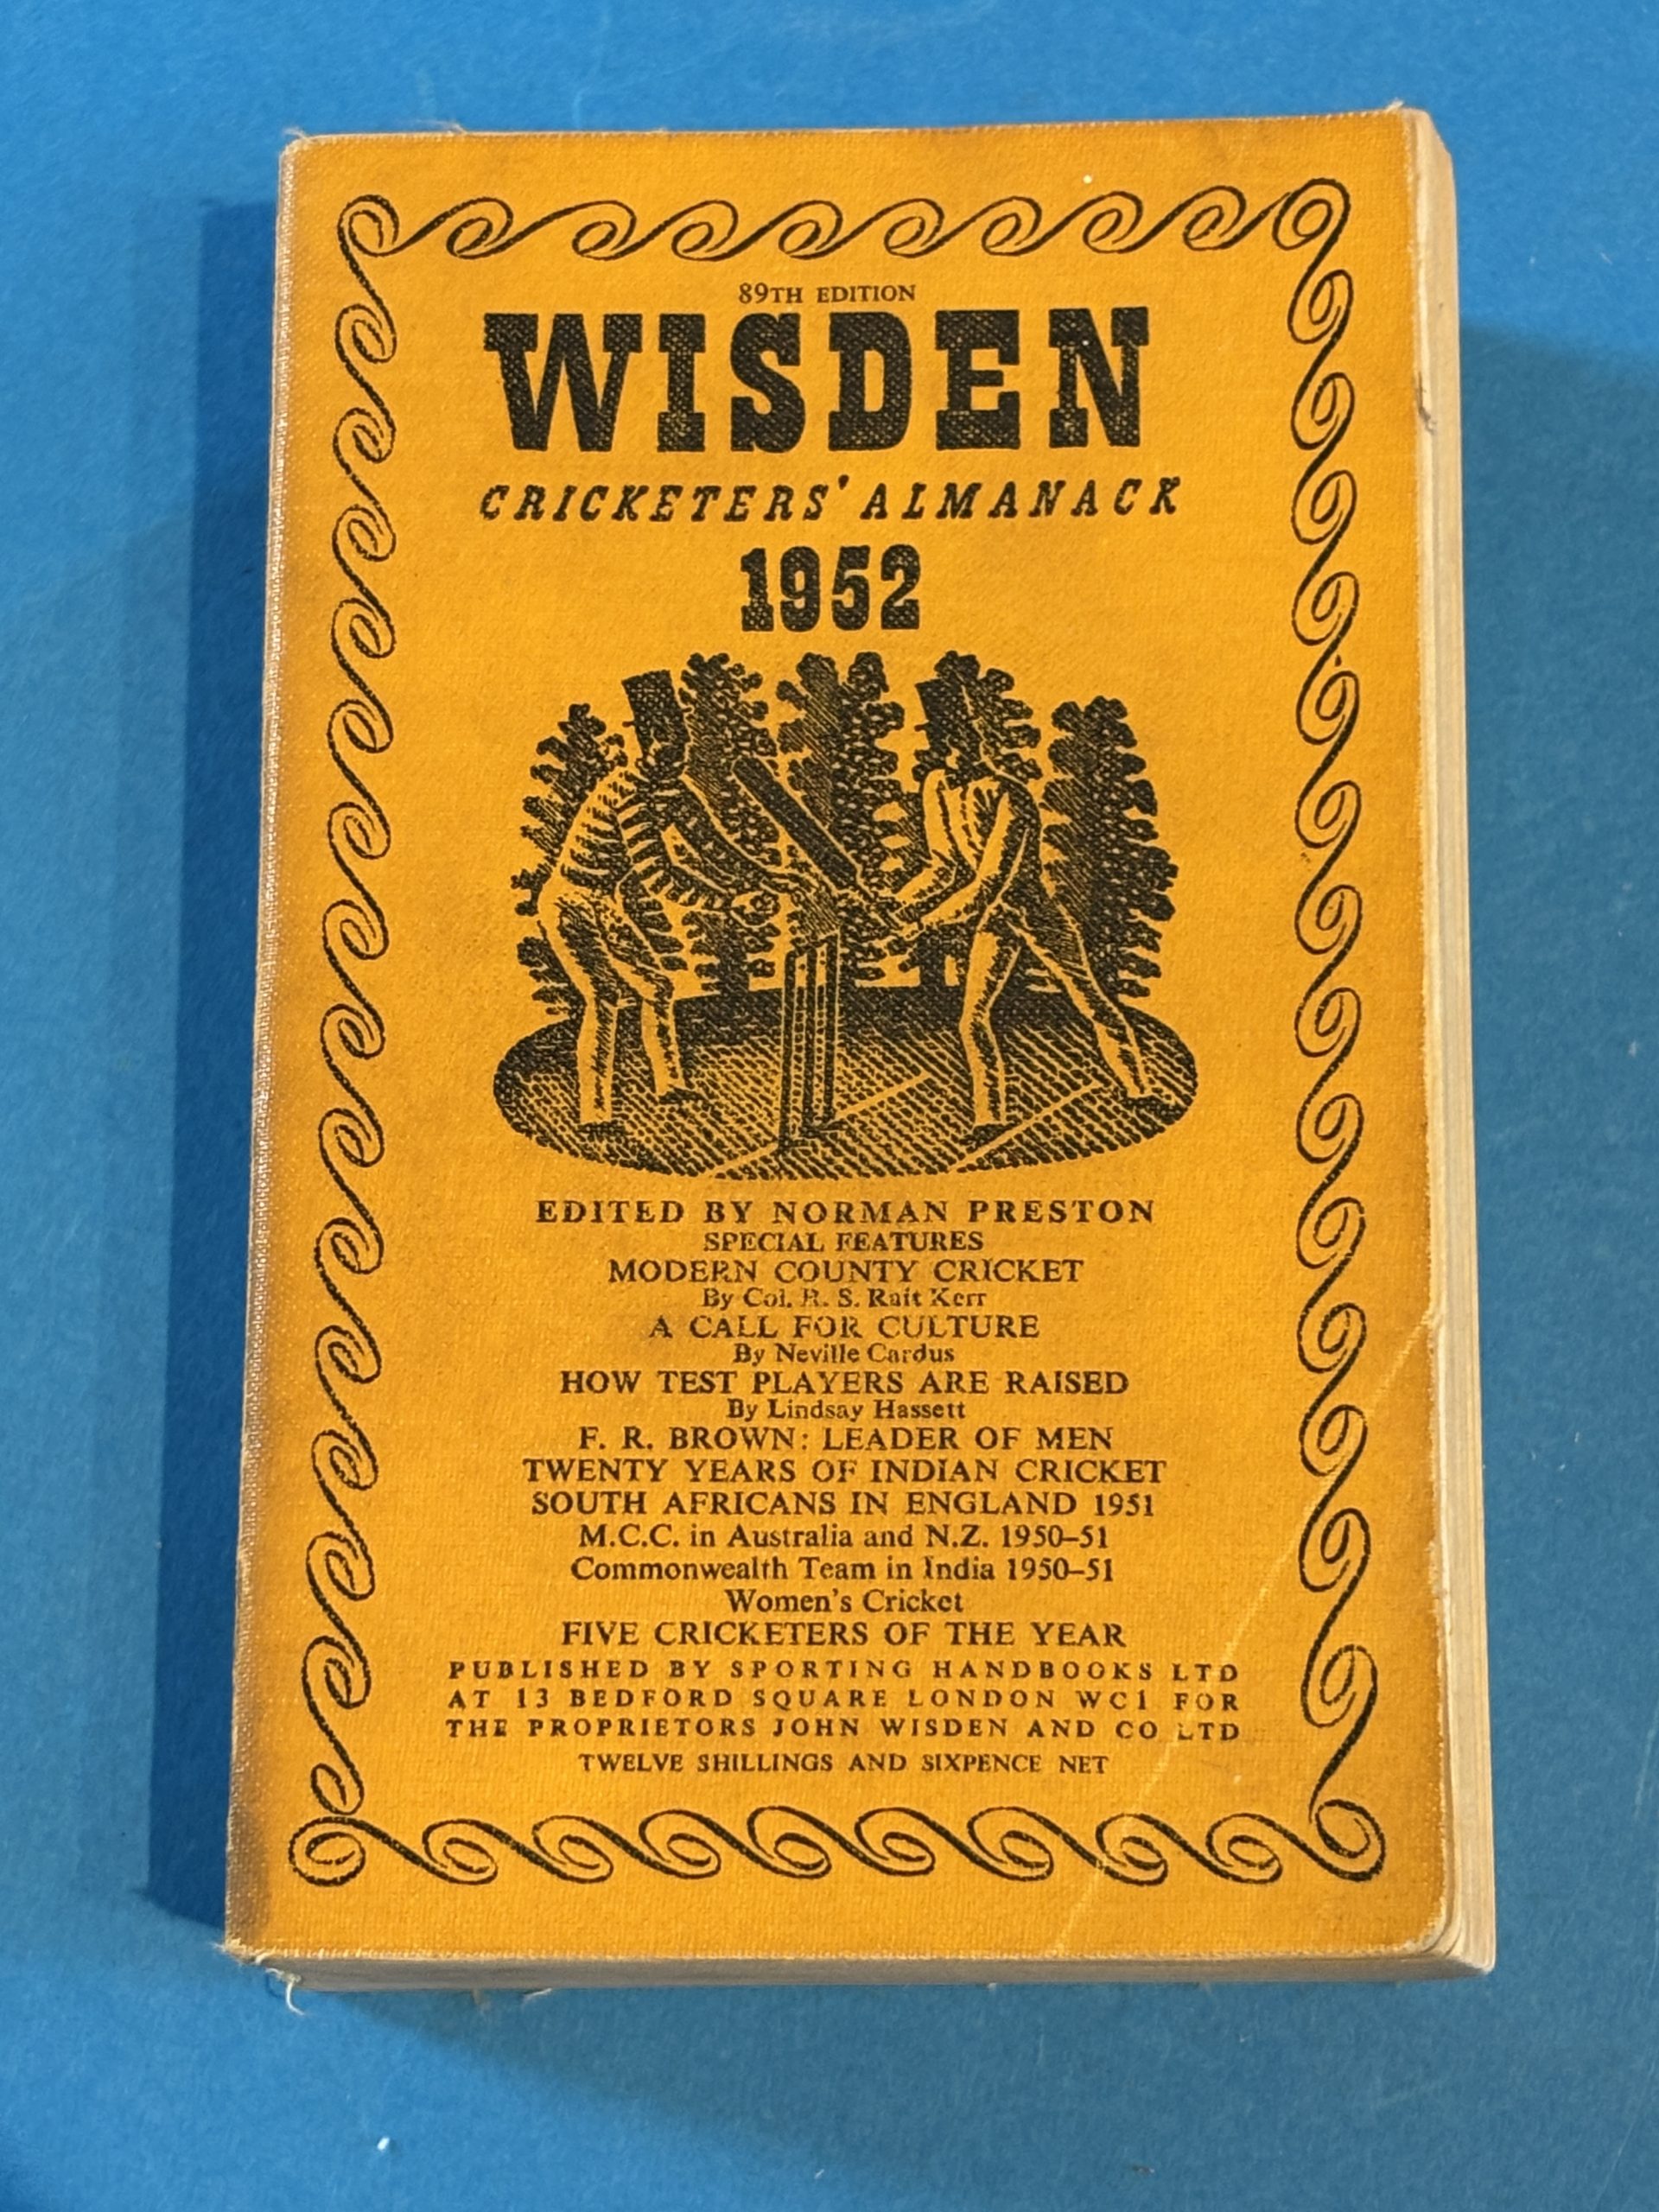 89TH EDITION
WISDEN
CRICKETERS' ALMANACK
1952
EDITED BY NORMAN PRESTON
SPECIAL FEATURES
MODERN COUNTY CRICKET
By Col. R. S. Rait Kerr
A CALL FOR CULTURE
By Neville Cardus
HOW TEST PLAYERS ARE RAISED
By Lindsay Hassett
F. R. BROWN: LEADER OF MEN
TWENTY YEARS OF INDIAN CRICKET
SOUTH AFRICANS IN ENGLAND 1951
M.C.C. in Australia and N.Z. 1950–51
Commonwealth Team in India 1950–51
Women's Cricket
FIVE CRICKETERS OF THE YEAR
PUBLISHED BY SPORTING HANDBOOKS LTD
AT 13 BEDFORD SQUARE LONDON WC1 FOR
THE PROPRIETORS JOHN WISDEN AND CO LTD
TWELVE SHILLINGS AND SIXPENCE NET